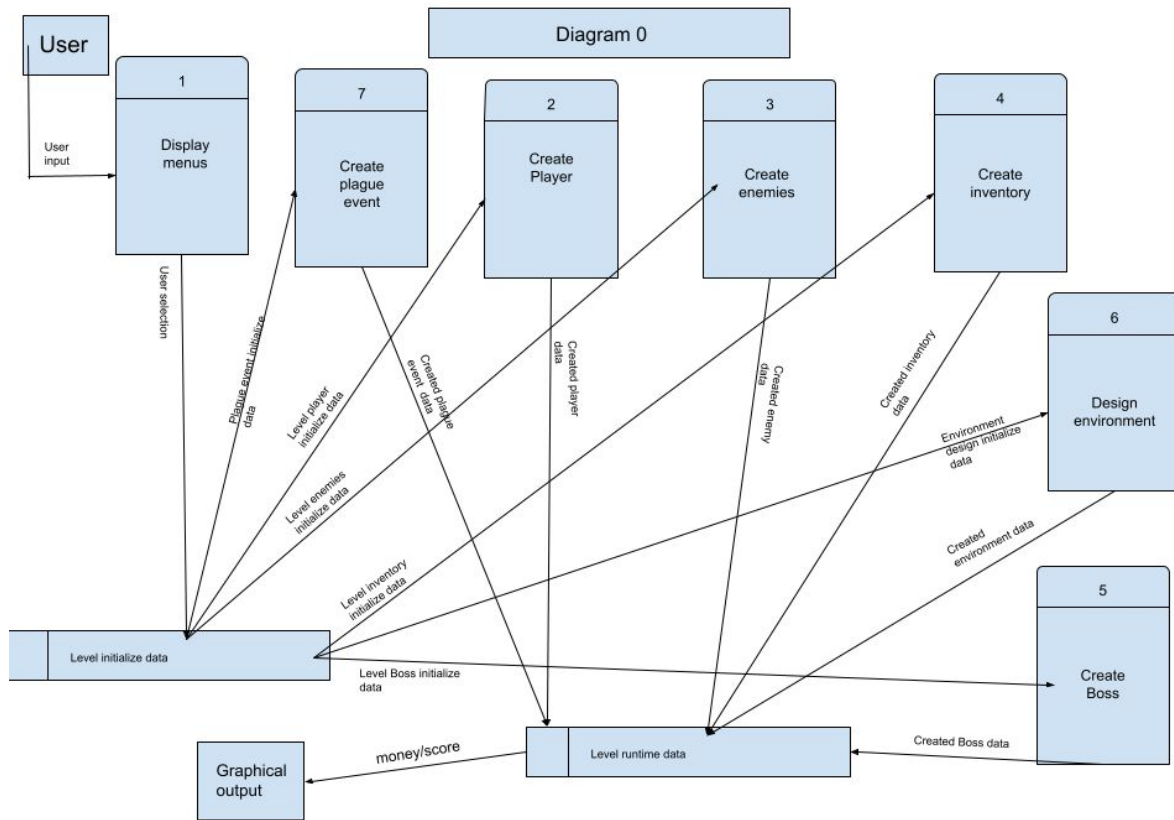 User
Diagram 0
1
Display
menus
7
Create
plague
event
2
Create
Player
3
Create
enemies
4
Create
inventory
User
input
User selection
Plague event initialize
data
Level player
initialize data
Level enemies
initialize data
Created plague
event data
Created player
data
Created enemy
data
Created inventory
data
6
Design
environment
Environment
design initialize
data
Level inventory
initialize data
Created
environment data
5
Create
Boss
Level initialize data
Level Boss initialize
data
Created Boss data
Level runtime data
money/score
Graphical
output